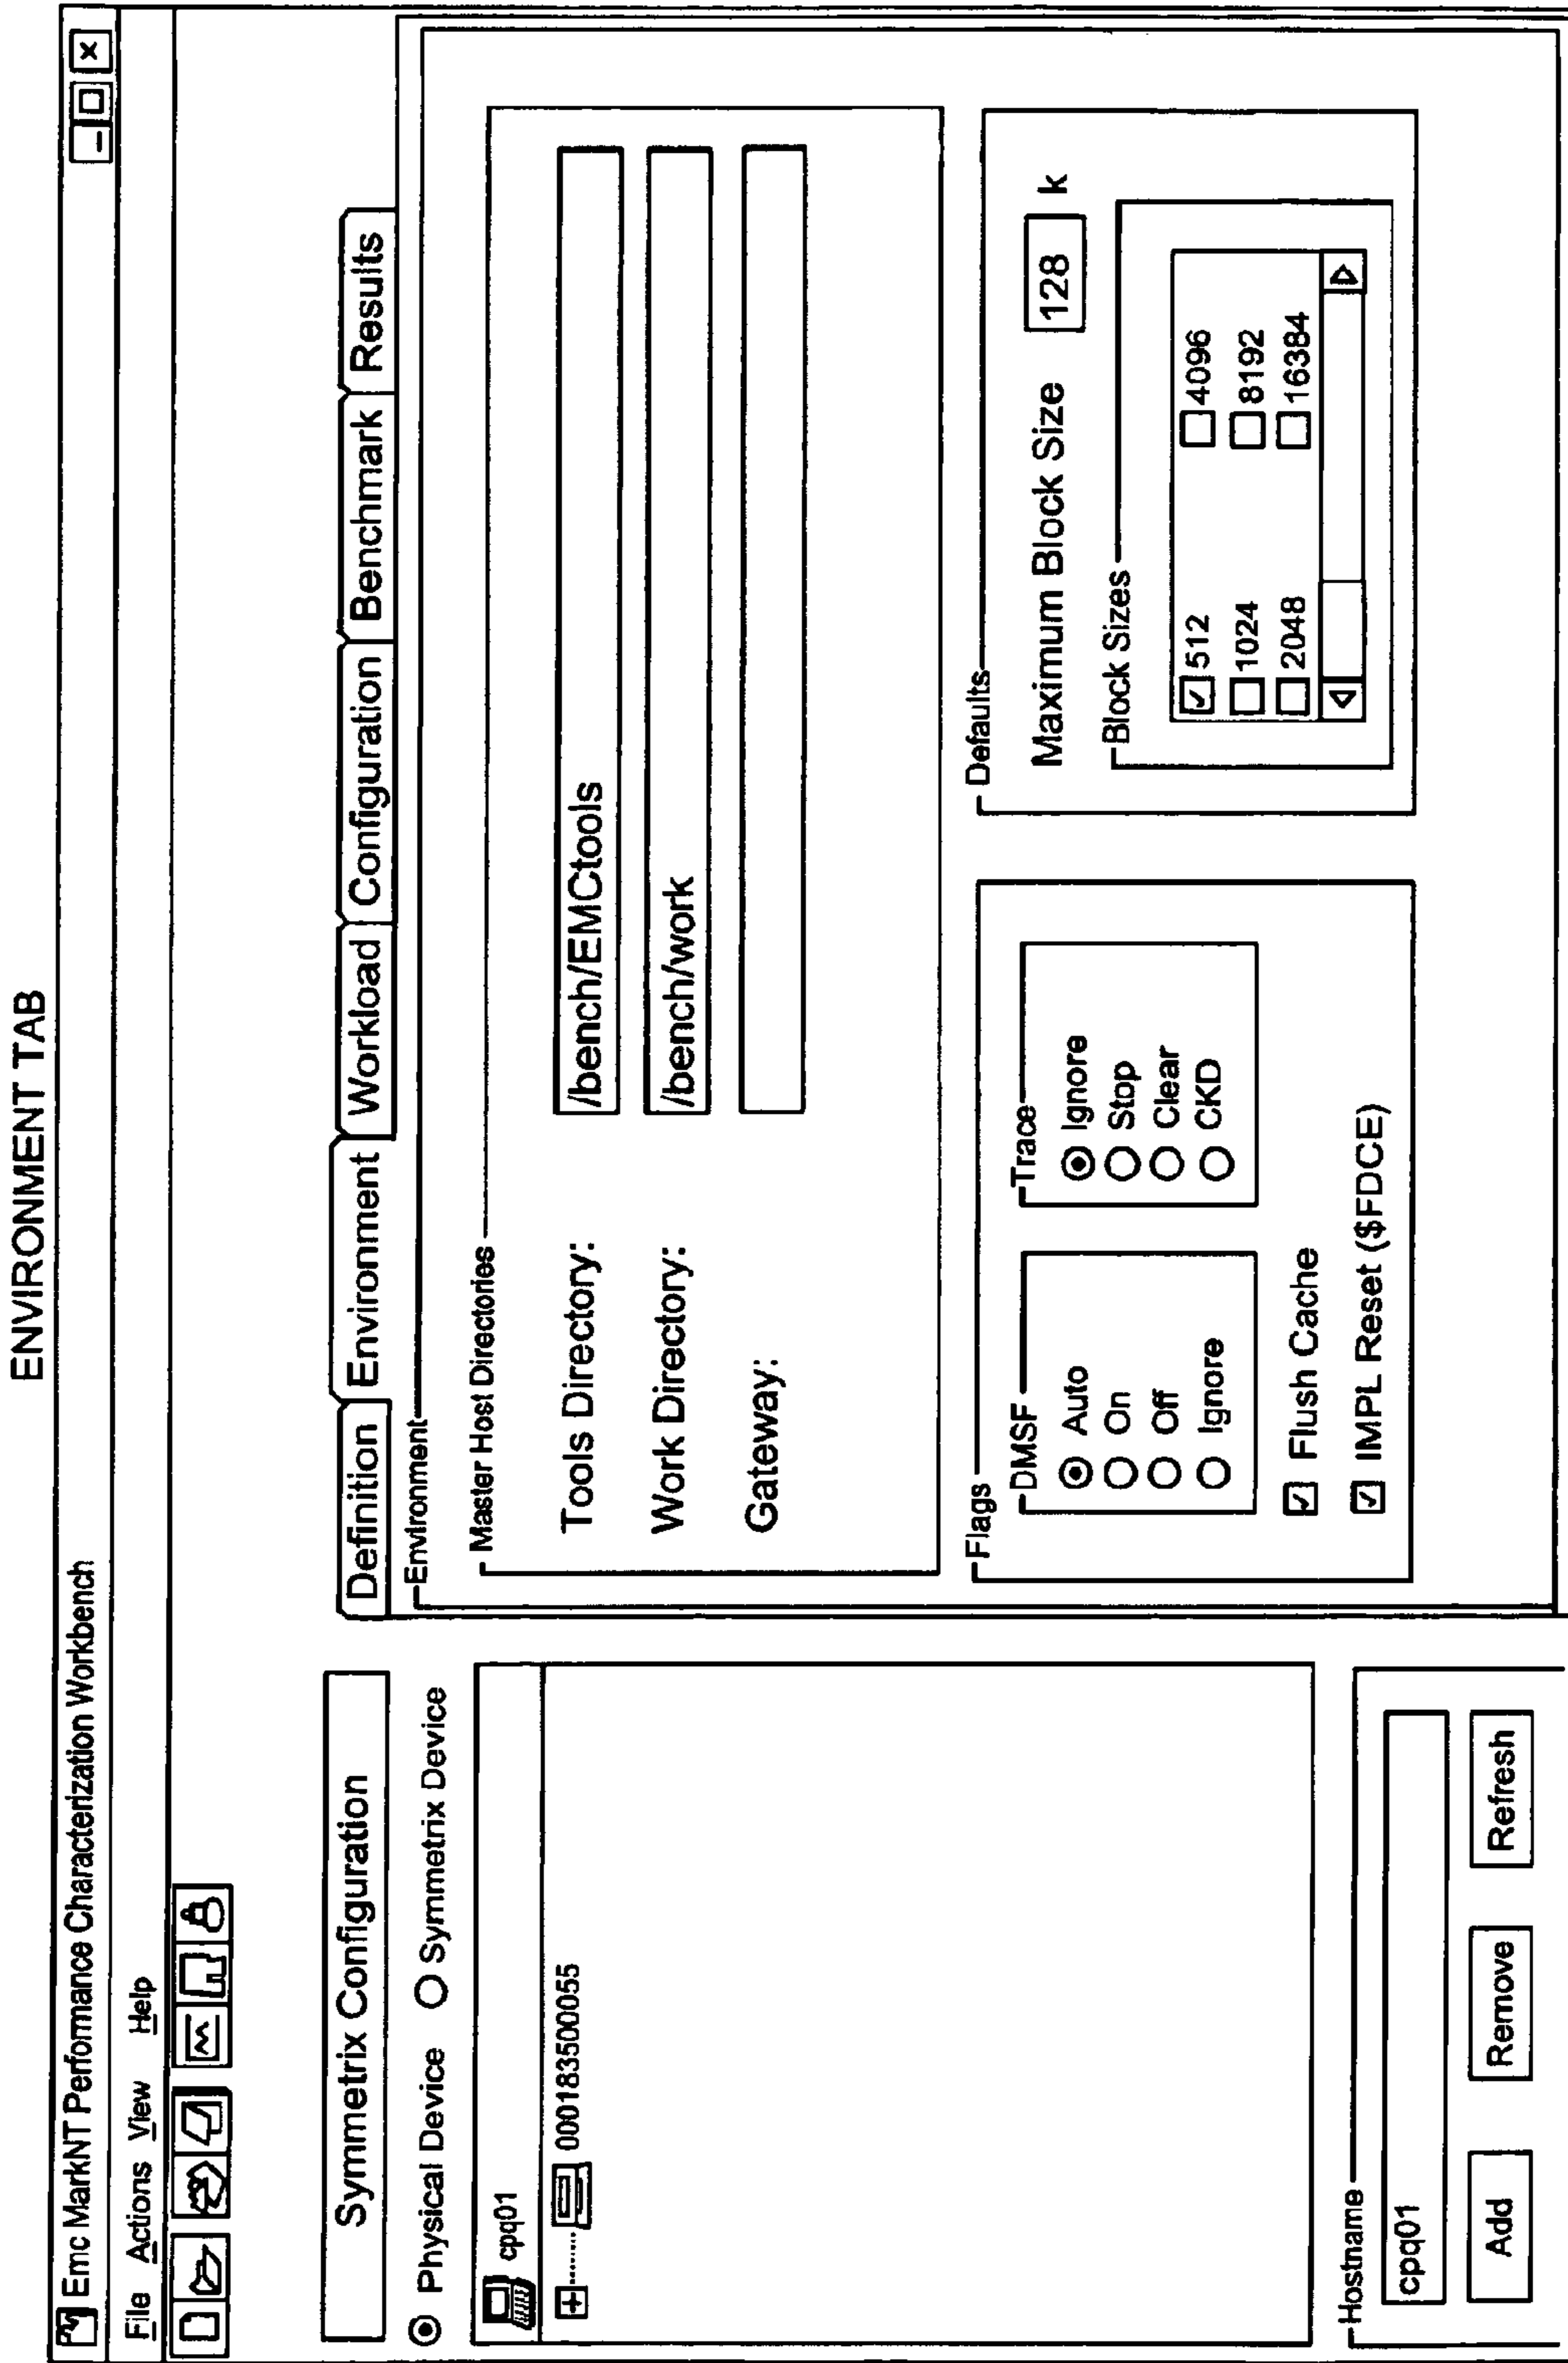 ENVIRONMENT TAB
Emc MarkNT Performance Characterization Workbench
File Actions View Help
Symmetrix Configuration
Physical Device Symmetrix Device
cpq01
000183500055
Hostname
cpq01
Add Remove Refresh
Definition Environment Workload Configuration Benchmark Results
Environment
Master Host Directories
Tools Directory: /bench/EMCtools
Work Directory: /bench/work
Gateway:
Flags
DMSF
Auto
On
Off
Ignore
Trace
Ignore
Stop
Clear
CKD
Flush Cache
IMPL Reset ($FDCE)
Defaults
Maximum Block Size 128 k
Block Sizes
512 4096
1024 8192
2048 16384